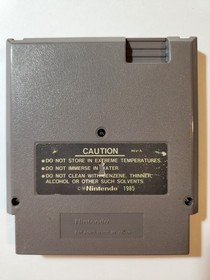 CAUTION
●DO NOT STORE IN EXTREME TEMPERATURES.
●DO NOT IMMERSE IN WATER.
●DO NOT CLEAN WITH BENZENE, THINNER,
ALCOHOL OR OTHER SUCH SOLVENTS.
©Nintendo 1985
Nintendo